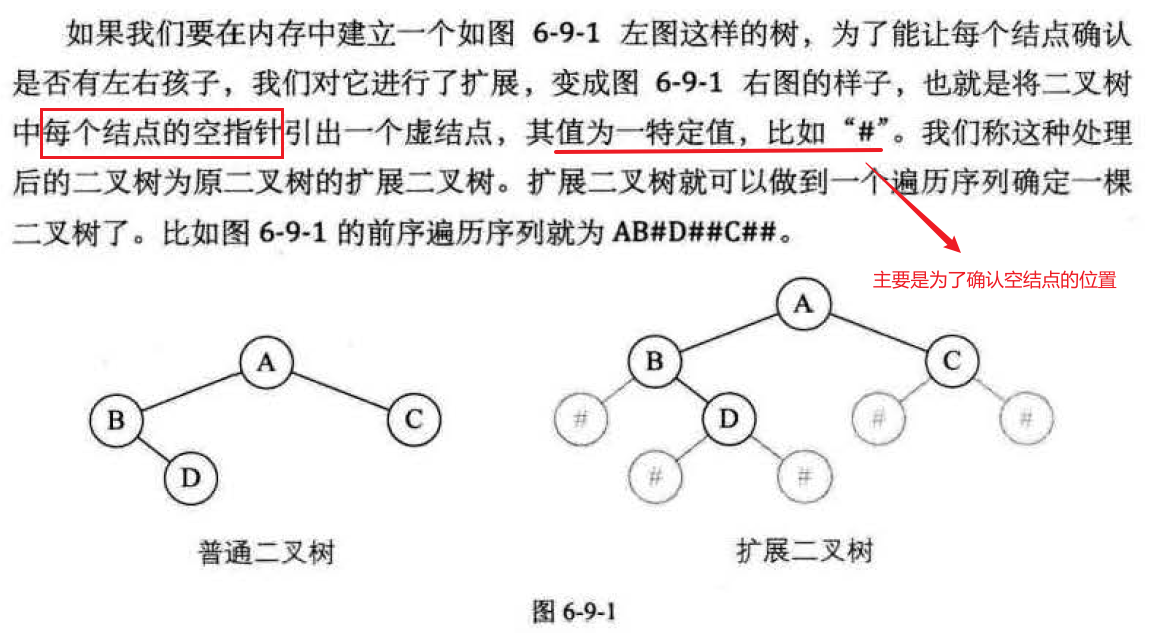 如果我们要在内存中建立一个如图 6-9-1 左图这样的树，为了能让每个结点确认
是否有左右孩子，我们对它进行了扩展，变成图 6-9-1 右图的样子，也就是将二叉树
中每个结点的空指针引出一个虚结点，其值为一特定值，比如“#”。我们称这种处理
后的二叉树为原二叉树的扩展二叉树。扩展二叉树就可以做到一个遍历序列确定一棵
二叉树了。比如图 6-9-1 的前序遍历序列就为 AB#D##C##。
主要是为了确认空结点的位置
A
B
C
D
普通二叉树
A
B
C
#
D
#
#
#
#
扩展二叉树
图 6-9-1